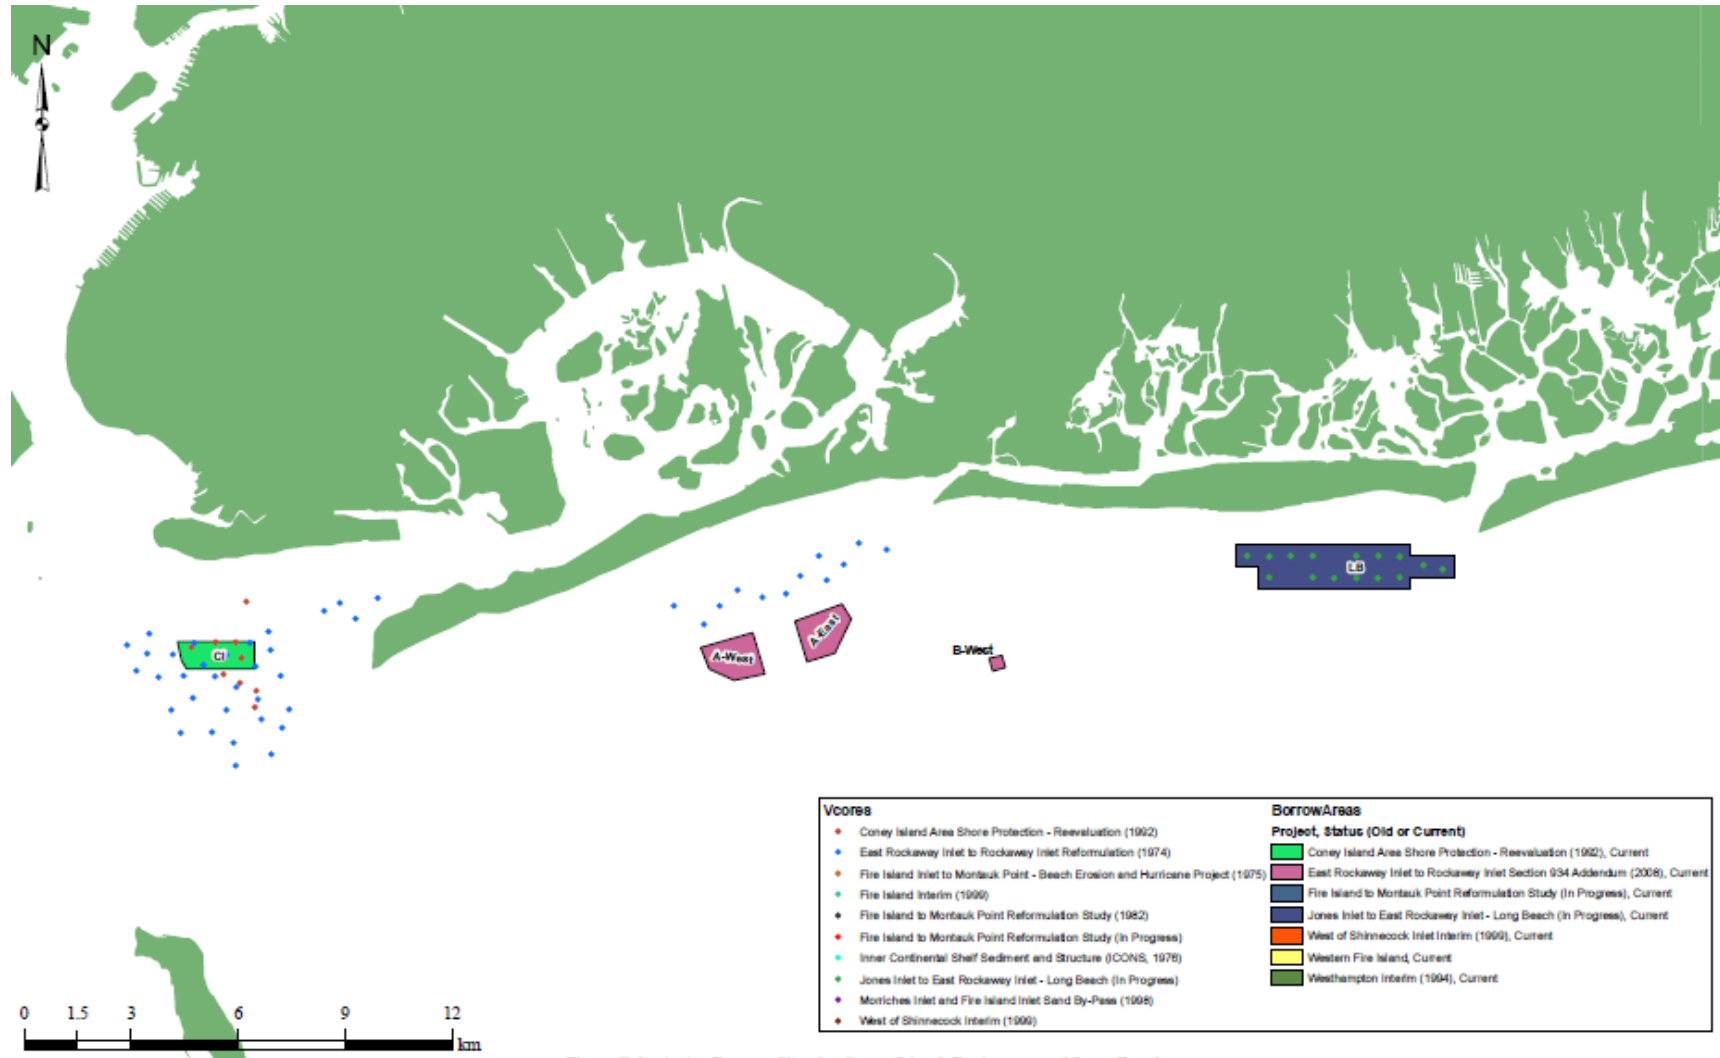 N
CI
A-West
A-East
B-West
LB
Vcores
Coney Island Area Shore Protection - Reevaluation (1992)
East Rockaway Inlet to Rockaway Inlet Reformulation (1974)
Fire Island Inlet to Montauk Point - Beach Erosion and Hurricane Project (1975)
Fire Island Interim (1999)
Fire Island to Montauk Point Reformulation Study (1982)
Fire Island to Montauk Point Reformulation Study (In Progress)
Inner Continental Shelf Sediment and Structure (ICONS, 1976)
Jones Inlet to East Rockaway Inlet - Long Beach (In Progress)
Morriches Inlet and Fire Island Inlet Sand By-Pass (1998)
West of Shinnecock Interim (1999)
BorrowAreas
Project, Status (Old or Current)
Coney Island Area Shore Protection - Reevaluation (1992), Current
East Rockaway Inlet to Rockaway Inlet Section 934 Addendum (2008), Current
Fire Island to Montauk Point Reformulation Study (In Progress), Current
Jones Inlet to East Rockaway Inlet - Long Beach (In Progress), Current
West of Shinnecock Inlet Interim (1999), Current
Western Fire Island, Current
Westhampton Interim (1994), Current
0 1.5 3 6 9 12
km